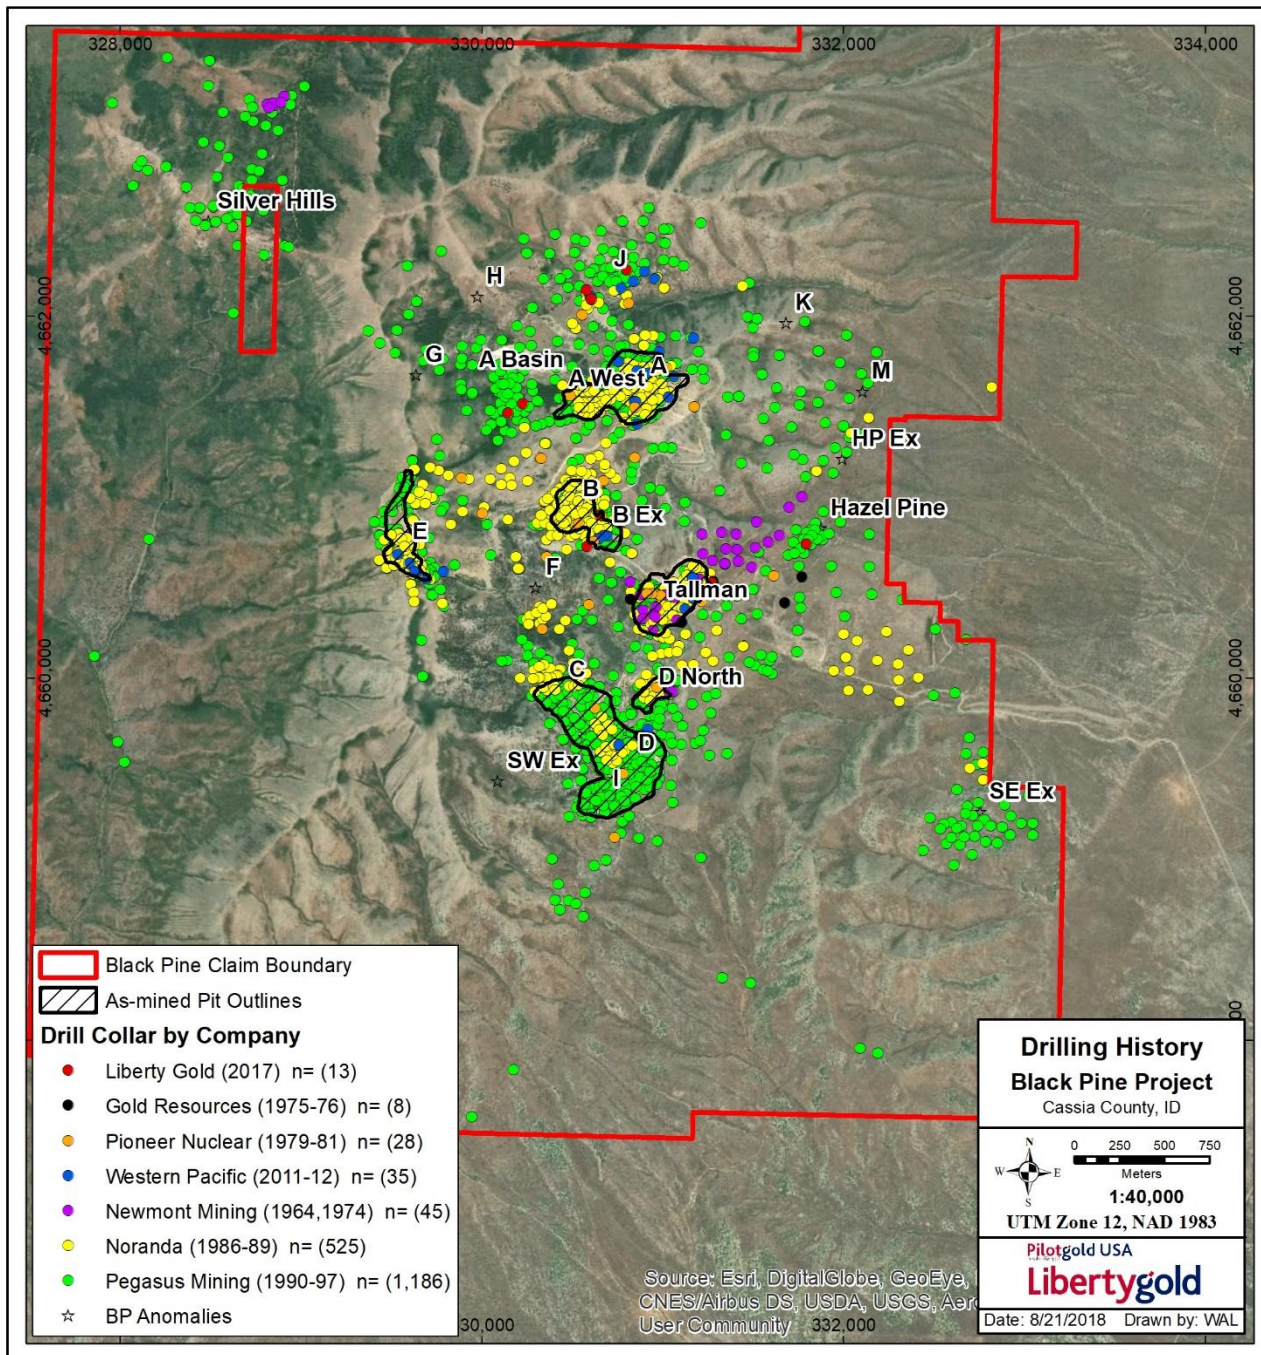 328,000
330,000
332,000
334,000
Silver Hills
H
J
K
4,662,000
4,662,000
G
A Basin
A West
A
M
HP Ex
B
Hazel Pine
B Ex
E
F
Tallman
C
D North
4,660,000
4,660,000
SW Ex
D
I
SE Ex
Black Pine Claim Boundary
As-mined Pit Outlines
Drill Collar by Company
Liberty Gold (2017) n= (13)
Gold Resources (1975-76) n= (8)
Pioneer Nuclear (1979-81) n= (28)
Western Pacific (2011-12) n= (35)
Newmont Mining (1964,1974) n= (45)
Noranda (1986-89) n= (525)
Pegasus Mining (1990-97) n= (1,186)
BP Anomalies
Source: Esri, DigitalGlobe, GeoEye,
CNES/Airbus DS, USDA, USGS,
User Community
30,000
332,000
Drilling History
Black Pine Project
Cassia County, ID
N
W E
S
0 250 500 750
Meters
1:40,000
UTM Zone 12, NAD 1983
Pilotgold USA
Libertygold
Date: 8/21/2018 Drawn by: WAL